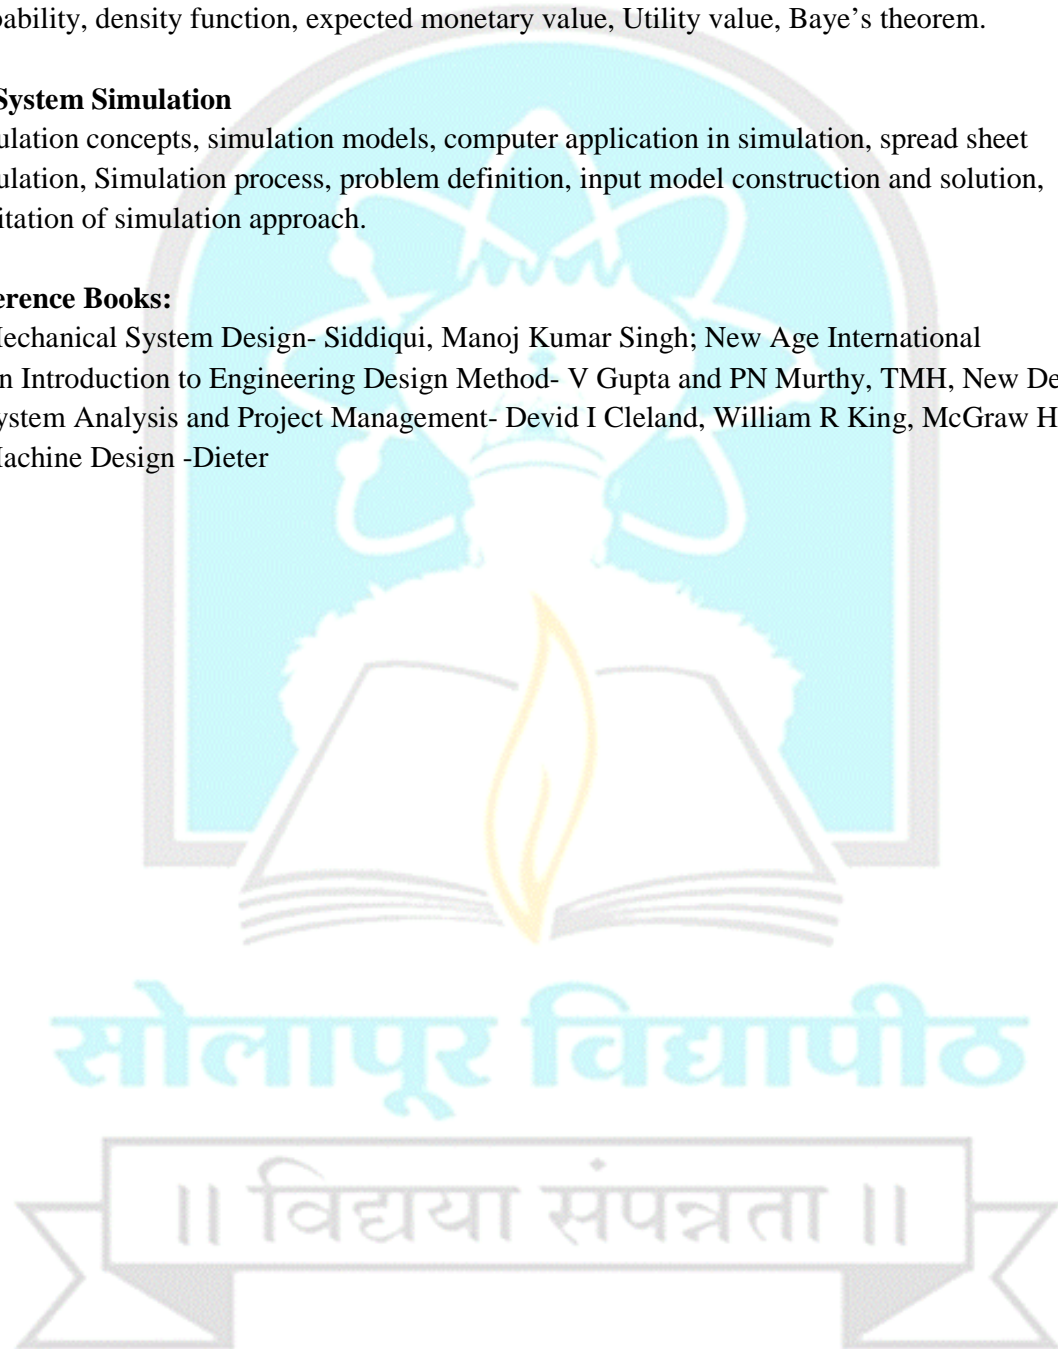 bability, density function, expected monetary value, Utility value, Baye’s theorem.
System Simulation
ulation concepts, simulation models, computer application in simulation, spread sheet
ulation, Simulation process, problem definition, input model construction and solution,
itation of simulation approach.
erence Books:
Mechanical System Design- Siddiqui, Manoj Kumar Singh; New Age International
n Introduction to Engineering Design Method- V Gupta and PN Murthy, TMH, New De
ystem Analysis and Project Management- Devid I Cleland, William R King, McGraw H
Machine Design -Dieter
सोलापूर विद्यापीठ
|| विद्यया संपन्नता ||